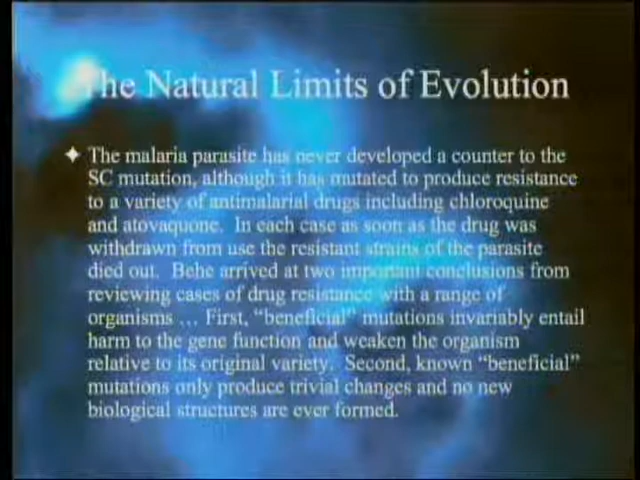 The Natural Limits of Evolution
The malaria parasite has never developed a counter to the
SC mutation, although it has mutated to produce resistance
to a variety of antimalarial drugs including chloroquine
and atovaquone. In each case as soon as the drug was
withdrawn from use the resistant strains of the parasite
died out. Behe arrived at two important conclusions from
reviewing cases of drug resistance with a range of
organisms … First, “beneficial” mutations invariably entail
harm to the gene function and weaken the organism
relative to its original variety. Second, known “beneficial”
mutations only produce trivial changes and no new
biological structures are ever formed.